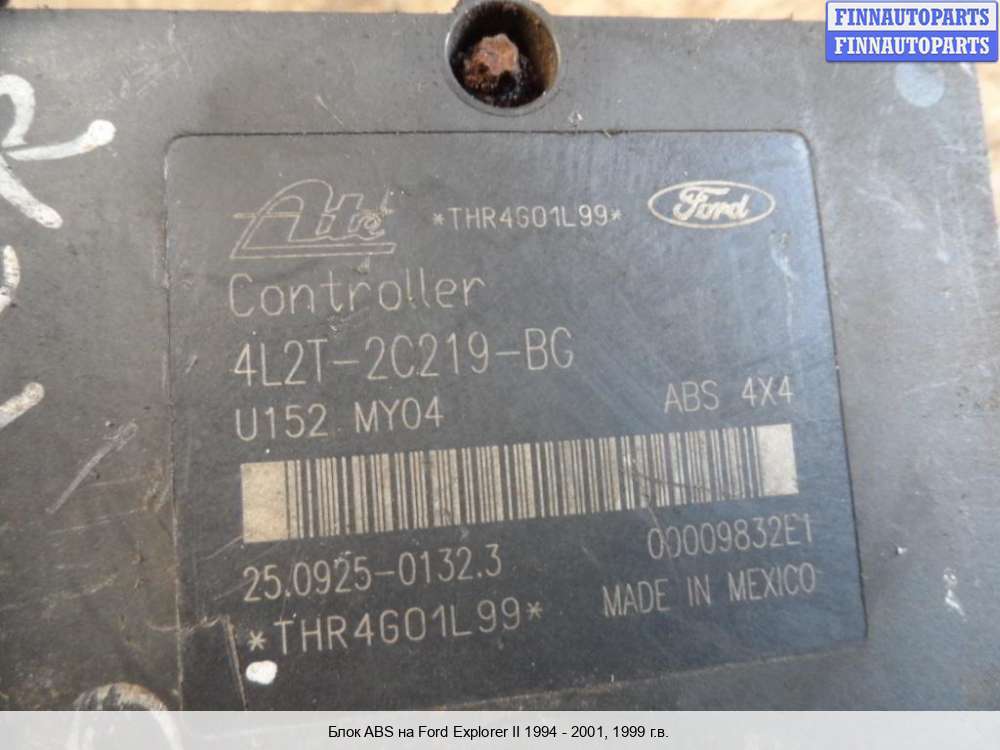 FINNAUTOPARTS
FINNAUTOPARTS
Ate *THR4G01L99* Ford
Controller
4L2T-2C219-BG
U152 MY04 ABS 4X4
25.0925-0132.3 00009832E1
*THR4G01L99* MADE IN MEXICO
Блок ABS на Ford Explorer II 1994 - 2001, 1999 г.в.